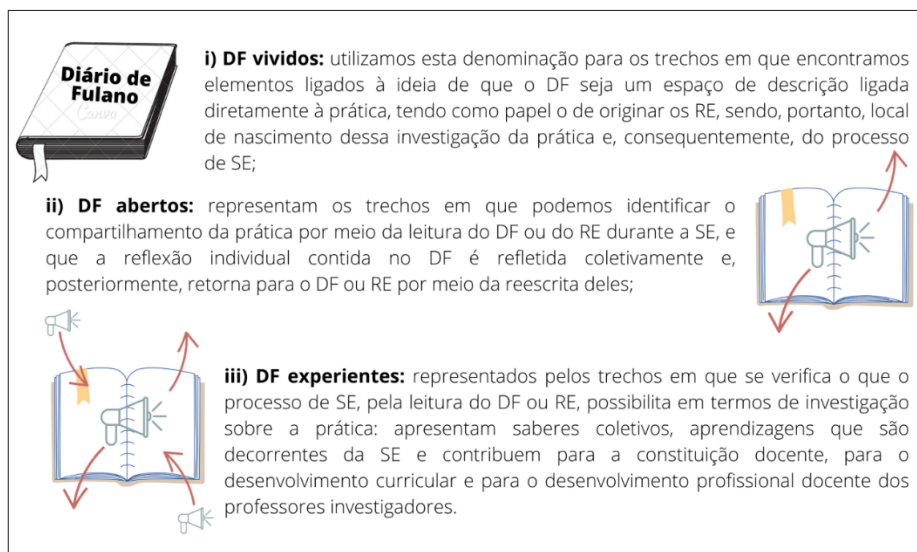 Diário de
Fulano
Canva
i) DF vividos: utilizamos esta denominação para os trechos em que encontramos
elementos ligados à ideia de que o DF seja um espaço de descrição ligada
diretamente à prática, tendo como papel o de originar os RE, sendo, portanto, local
de nascimento dessa investigação da prática e, consequentemente, do processo
de SE;
ii) DF abertos: representam os trechos em que podemos identificar o
compartilhamento da prática por meio da leitura do DF ou do RE durante a SE, e
que a reflexão individual contida no DF é refletida coletivamente e,
posteriormente, retorna para o DF ou RE por meio da reescrita deles;
iii) DF experientes: representados pelos trechos em que se verifica o que o
processo de SE, pela leitura do DF ou RE, possibilita em termos de investigação
sobre a prática: apresentam saberes coletivos, aprendizagens que são
decorrentes da SE e contribuem para a constituição docente, para o
desenvolvimento curricular e para o desenvolvimento profissional docente dos
professores investigadores.